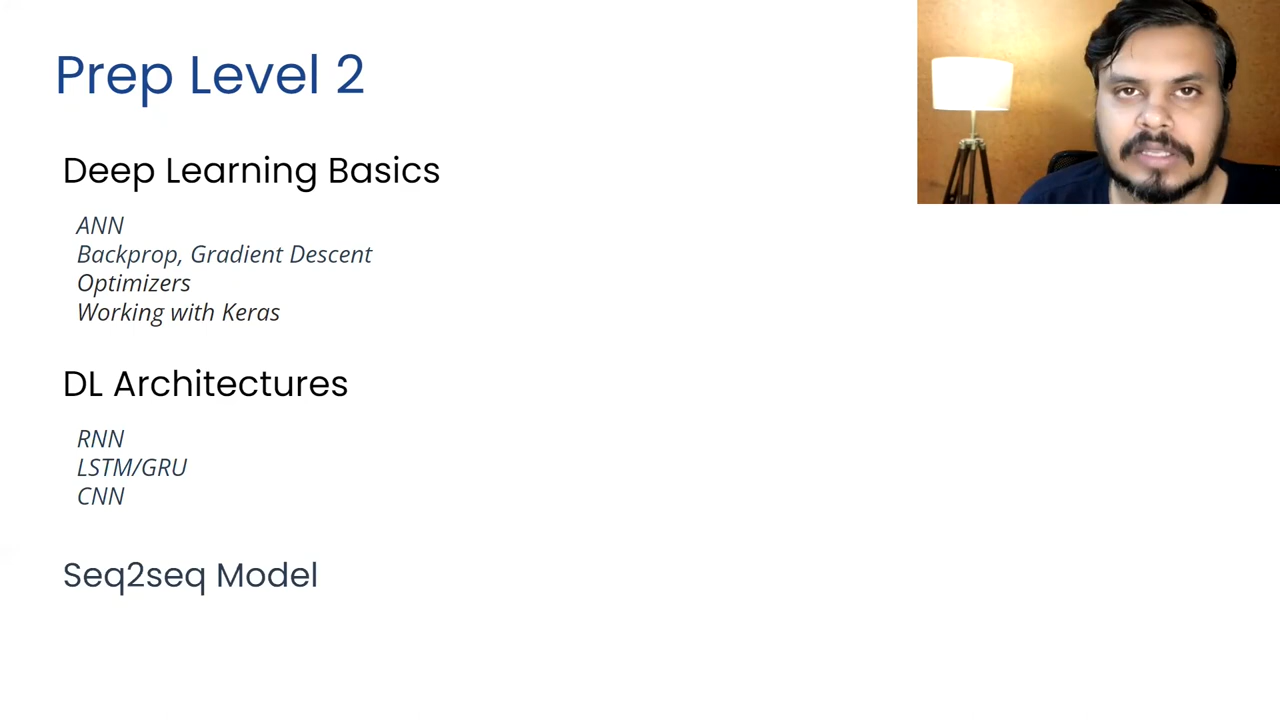 Prep Level 2
Deep Learning Basics
ANN
Backprop, Gradient Descent
Optimizers
Working with Keras
DL Architectures
RNN
LSTM/GRU
CNN
Seq2seq Model